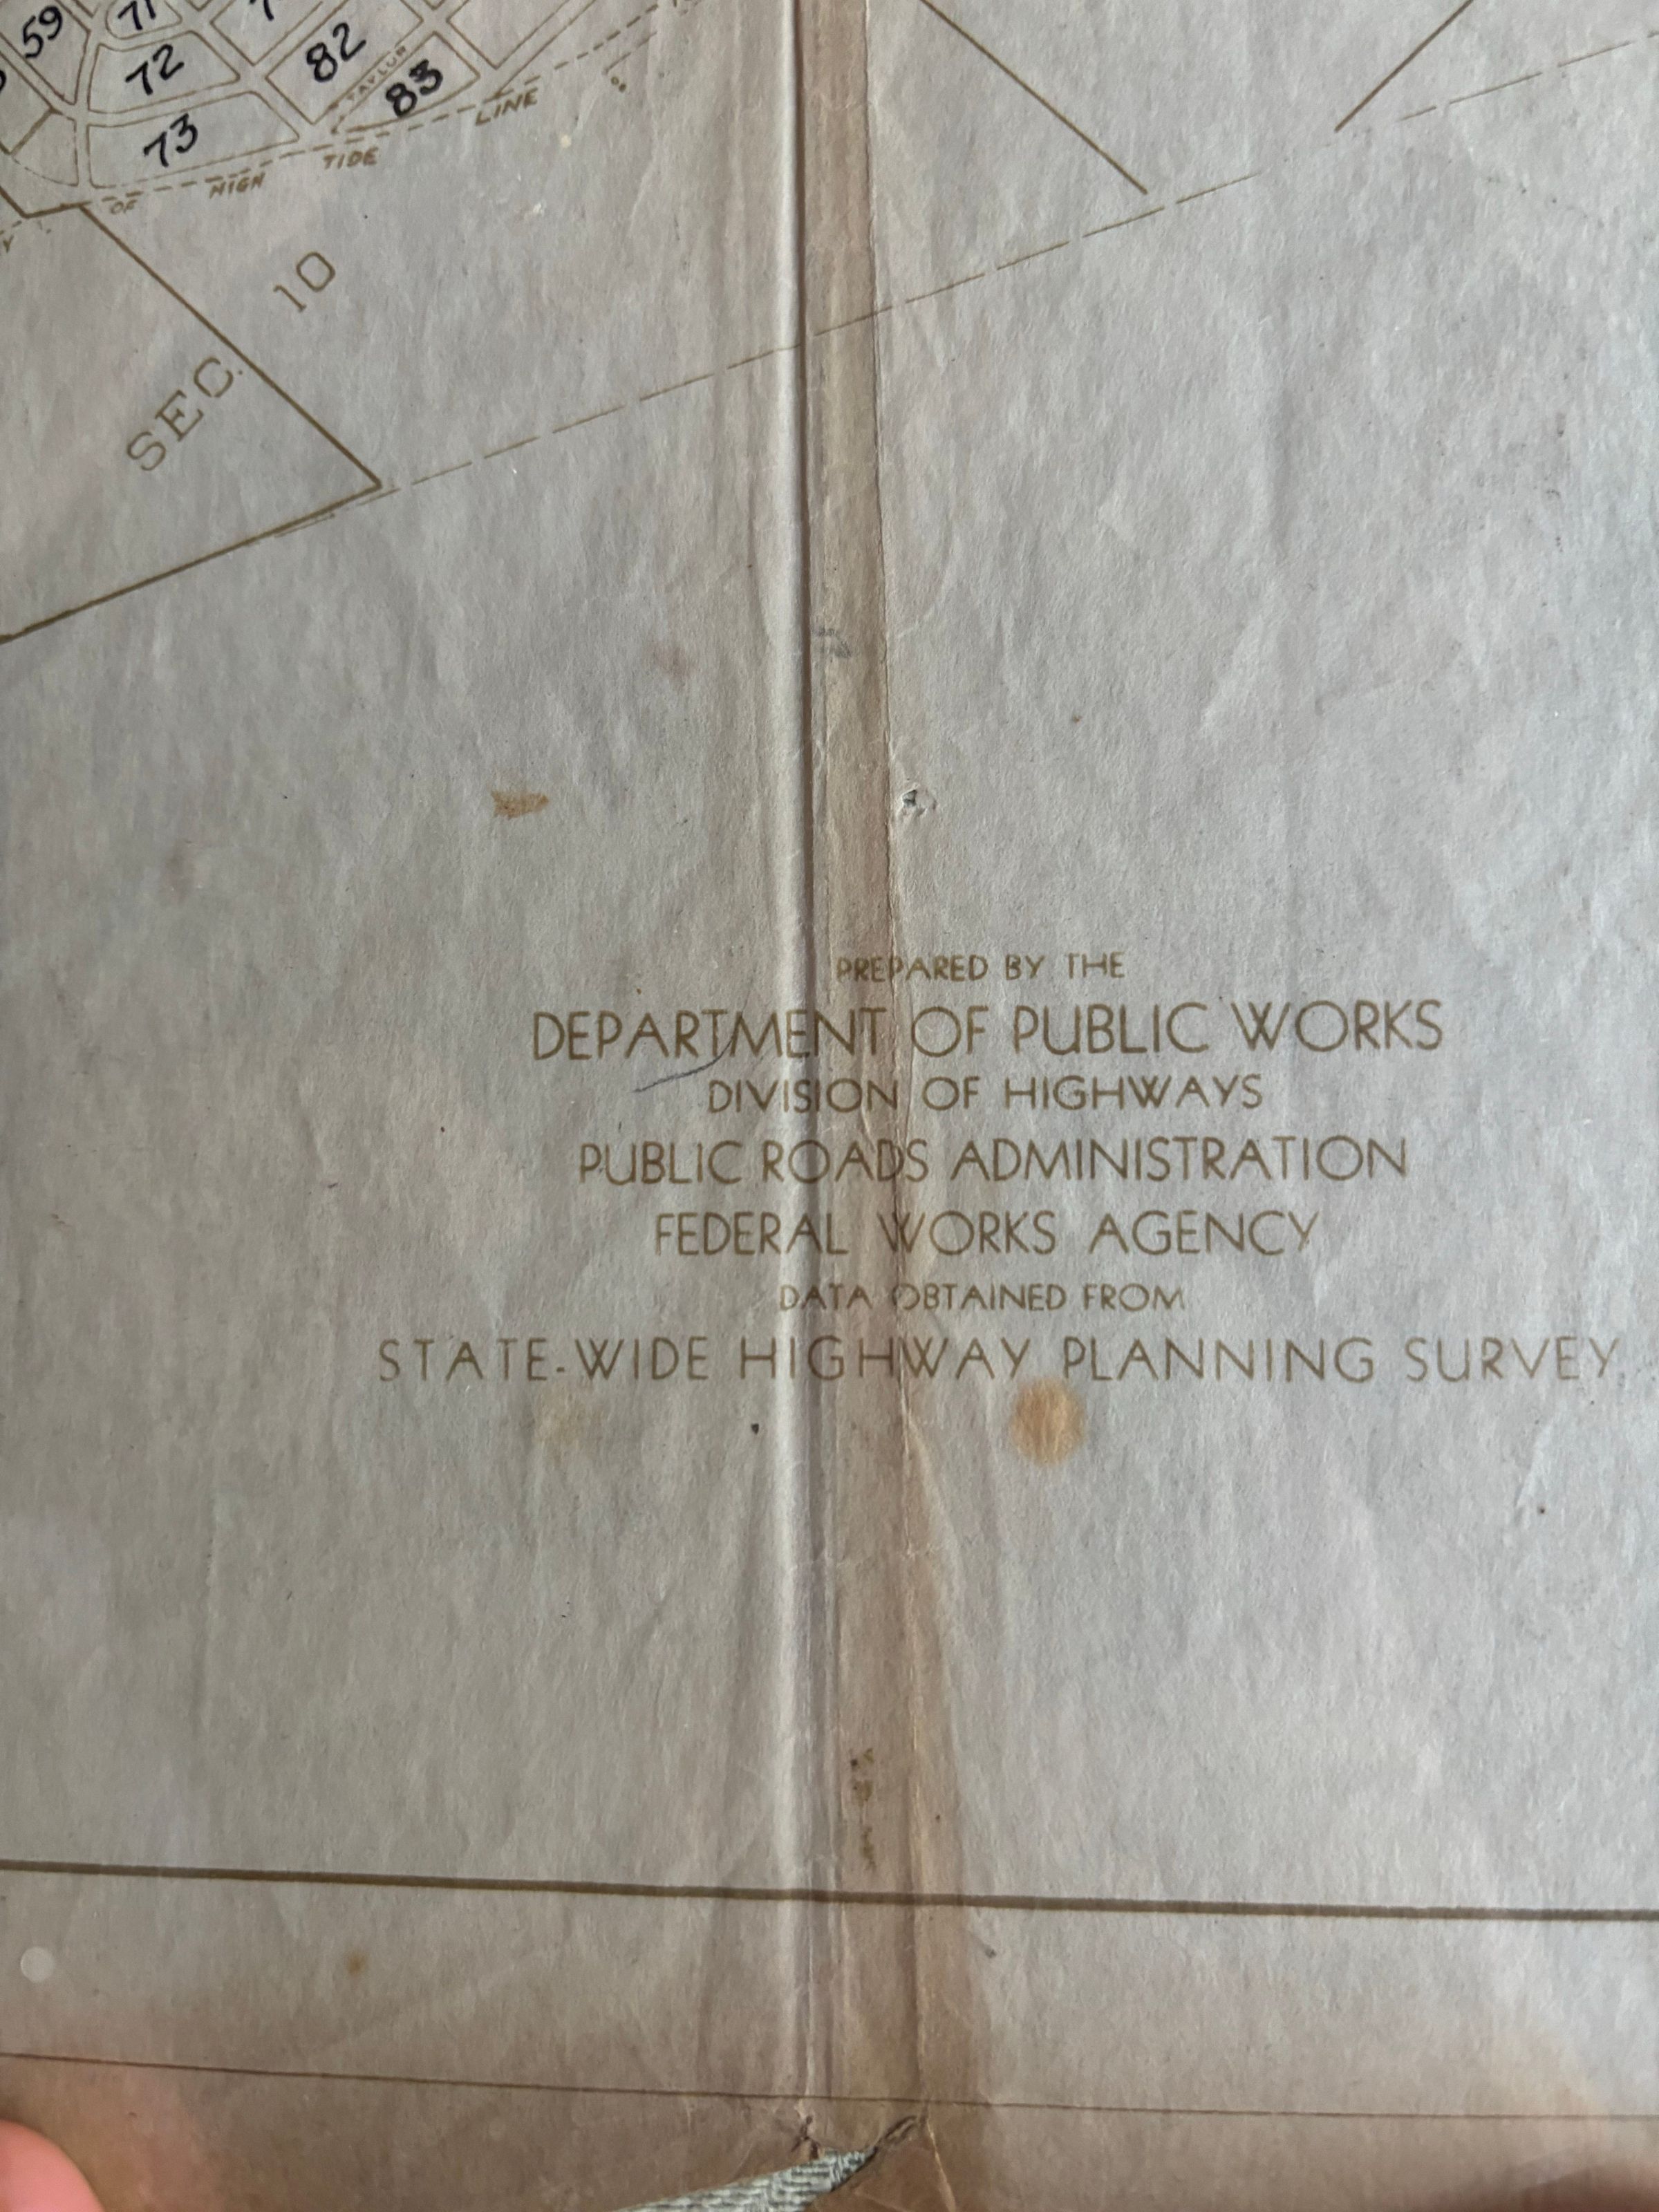 59
71
72
82
TAYLOR
83
73
LINE
TIDE
HIGH
OF
SEC. 10
PREPARED BY THE
DEPARTMENT OF PUBLIC WORKS
DIVISION OF HIGHWAYS
PUBLIC ROADS ADMINISTRATION
FEDERAL WORKS AGENCY
DATA OBTAINED FROM
STATE-WIDE HIGHWAY PLANNING SURVEY